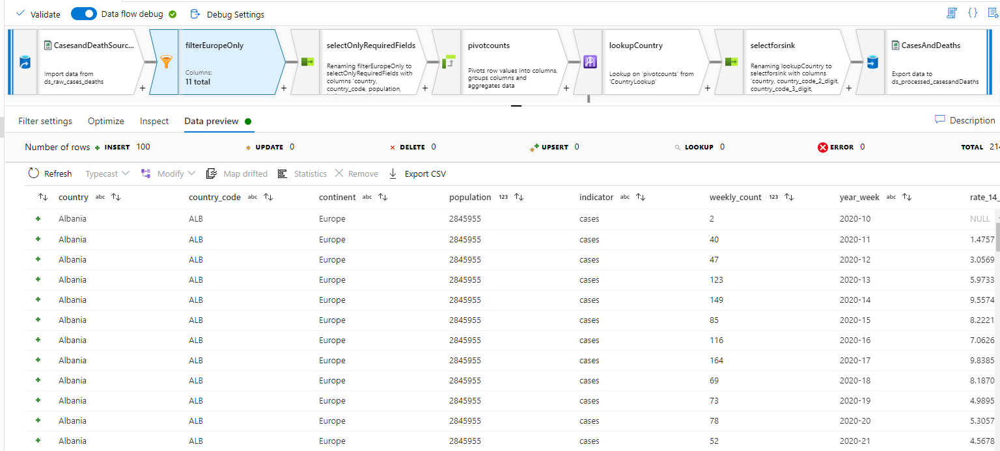 Validate Data flow debug Debug Settings
CasesandDeathSourc...
Import data from
ds_raw_cases_deaths
+
filterEuropeOnly
Columns:
11 total
+
selectOnlyRequiredFields
Renaming filterEuropeOnly to
selectOnlyRequiredFields with
columns 'country,
country_code, population,
+
pivotcounts
Pivots row values into columns,
groups columns and
aggregates data
+
lookupCountry
Lookup on 'pivotcounts' from
'CountryLookup'
+
selectforsink
Renaming lookupCountry to
selectforsink with columns
'country, country_code_2_digit,
country_code_3_digit,
+
CasesAndDeaths
Export data to
ds_processed_casesandDeaths
Filter settings Optimize Inspect Data preview Description
Number of rows + INSERT 100 UPDATE 0 DELETE 0 UPSERT 0 LOOKUP 0 ERROR 0 TOTAL 214
Refresh Typecast Modify Map drifted Statistics Remove Export CSV
country abc country_code abc continent abc population 123 indicator abc weekly_count 123 year_week abc rate_14_
+ Albania ALB Europe 2845955 cases 2 2020-10 NULL
+ Albania ALB Europe 2845955 cases 40 2020-11 1.4757
+ Albania ALB Europe 2845955 cases 47 2020-12 3.0569
+ Albania ALB Europe 2845955 cases 123 2020-13 5.9733
+ Albania ALB Europe 2845955 cases 149 2020-14 9.5574
+ Albania ALB Europe 2845955 cases 85 2020-15 8.2221
+ Albania ALB Europe 2845955 cases 116 2020-16 7.0626
+ Albania ALB Europe 2845955 cases 164 2020-17 9.8385
+ Albania ALB Europe 2845955 cases 69 2020-18 8.1870
+ Albania ALB Europe 2845955 cases 73 2020-19 4.9895
+ Albania ALB Europe 2845955 cases 78 2020-20 5.3057
+ Albania ALB Europe 2845955 cases 52 2020-21 4.5678